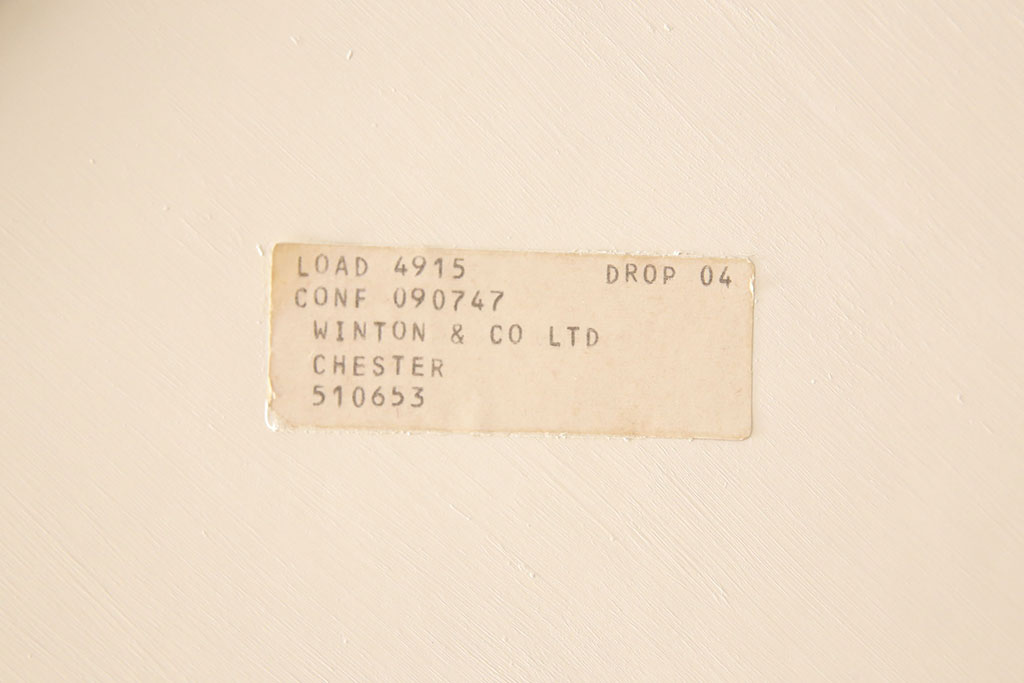 LOAD 4915 DROP 04
CONF 090747
WINTON & CO LTD
CHESTER
510653